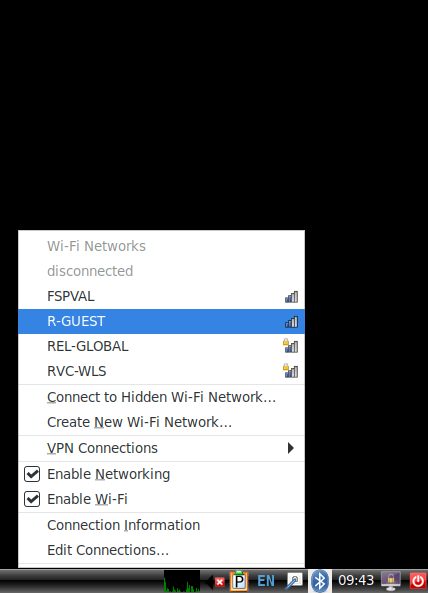 Wi-Fi Networks
disconnected
FSPVAL
R-GUEST
REL-GLOBAL
RVC-WLS
Connect to Hidden Wi-Fi Network...
Create New Wi-Fi Network...
VPN Connections
Enable Networking
Enable Wi-Fi
Connection Information
Edit Connections...
P EN 09:43